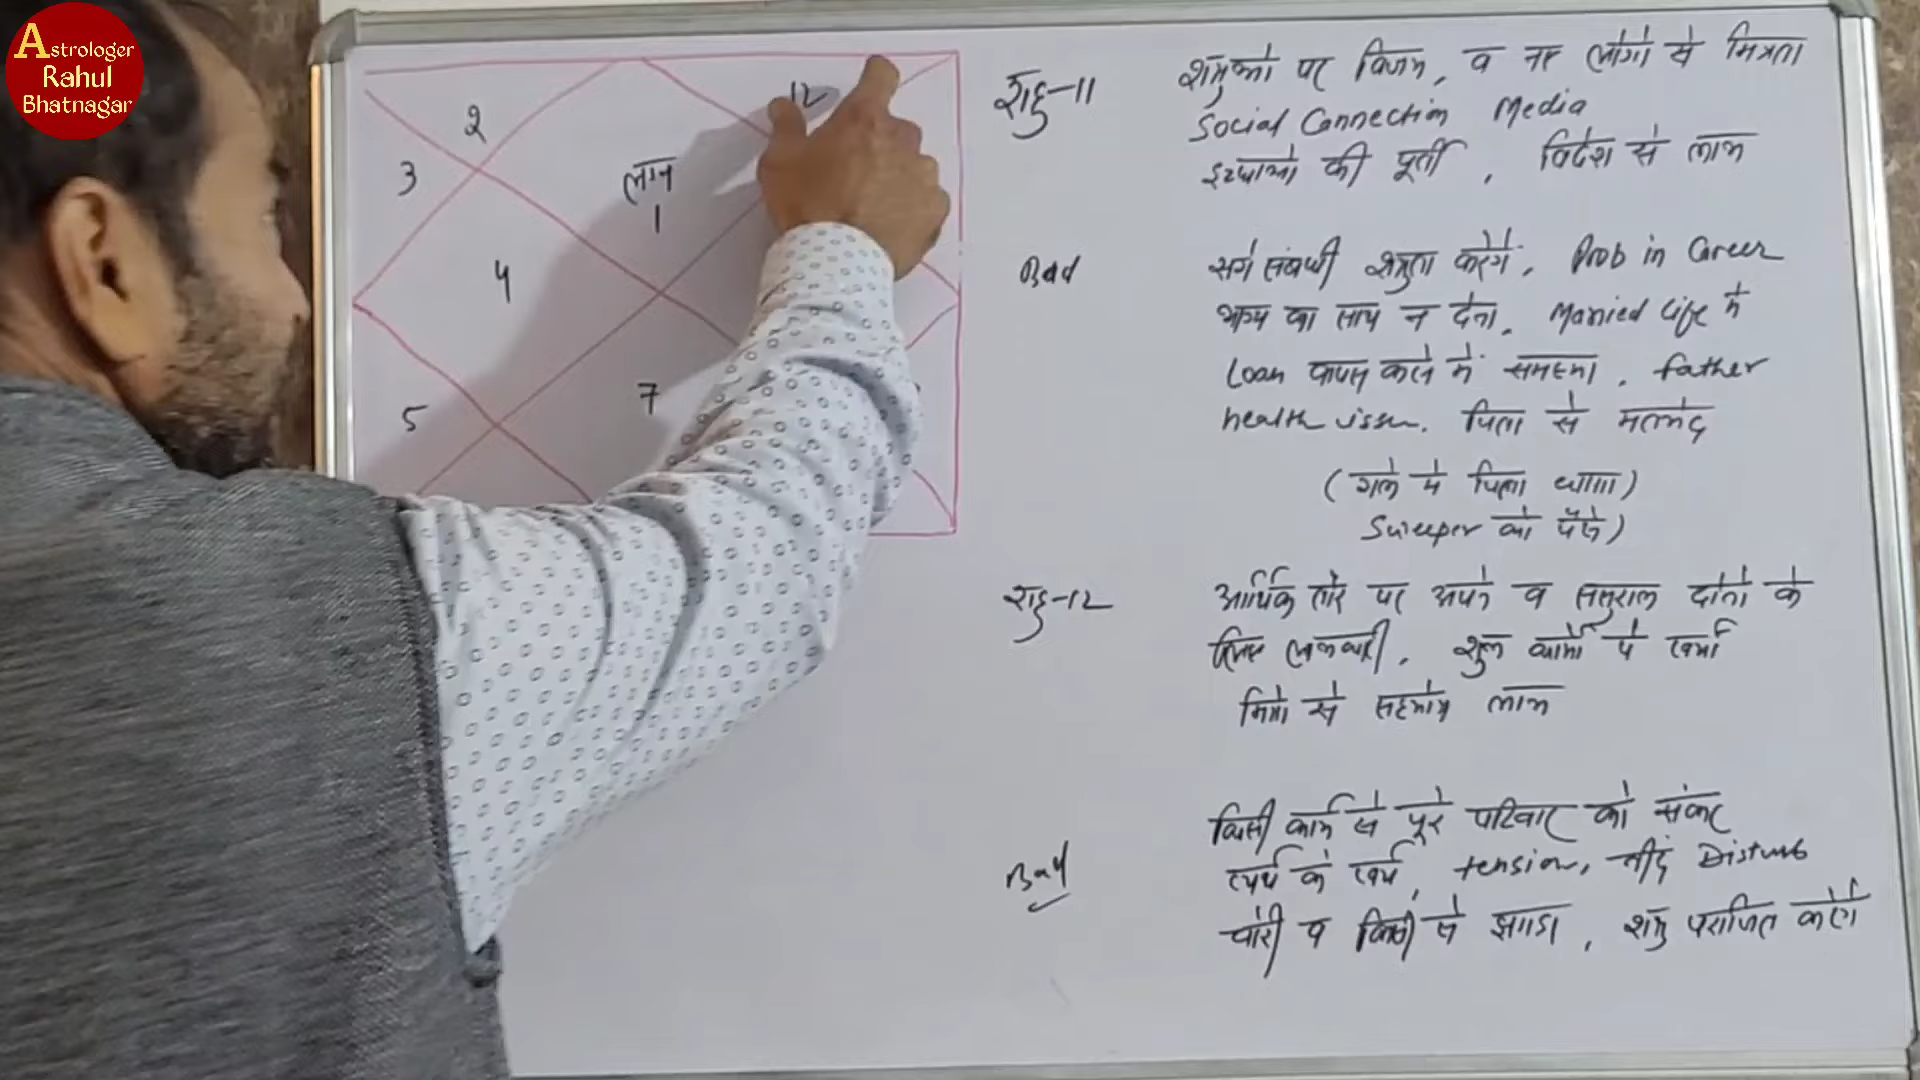 Astrologer
Rahul
Bhatnagar
2
12
3
लग्न
1
4
7
5
राहु-11
शत्रुओ पर विजय, व नए लोगो से मित्रता
Social Connection Media
इच्छाओ की पूर्ती, विदेश से लाभ
Bad
सगे संबंधी शत्रुता करेगे, Prob in Career
भाग्य का साथ न देना, Married life मे
Loan वापस करने मे समस्या, Father
health issue, पिता से मतभेद
(गले मे पिला धागा)
Sweeper को पैसे)
राहु-12
आर्थिक तौर पर अपने व ससुराल दोनो के
लिए लाभकारी, शुभ कार्यो पे खर्चा
मित्रो से सहयोग लाभ
Bad
किसी कार्य से पूरे परिवार को संकट
व्यर्थ के खर्च, tension, नींद Disturb
चोरी व किसी से झगडा, शत्रु पराजित करेगे